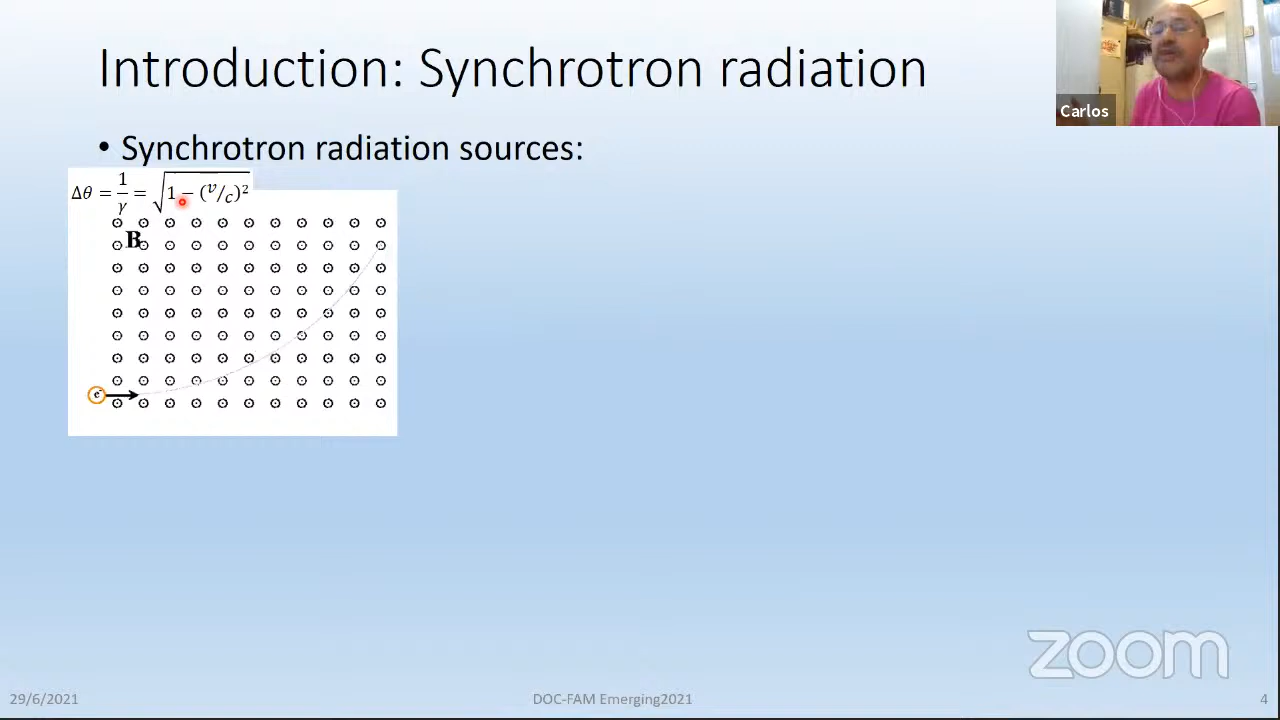 Introduction: Synchrotron radiation
Carlos
• Synchrotron radiation sources:
Δθ = 1/γ = √(1 − (v/c)²)
B
e⁻
zoom
29/6/2021
DOC-FAM Emerging2021
4